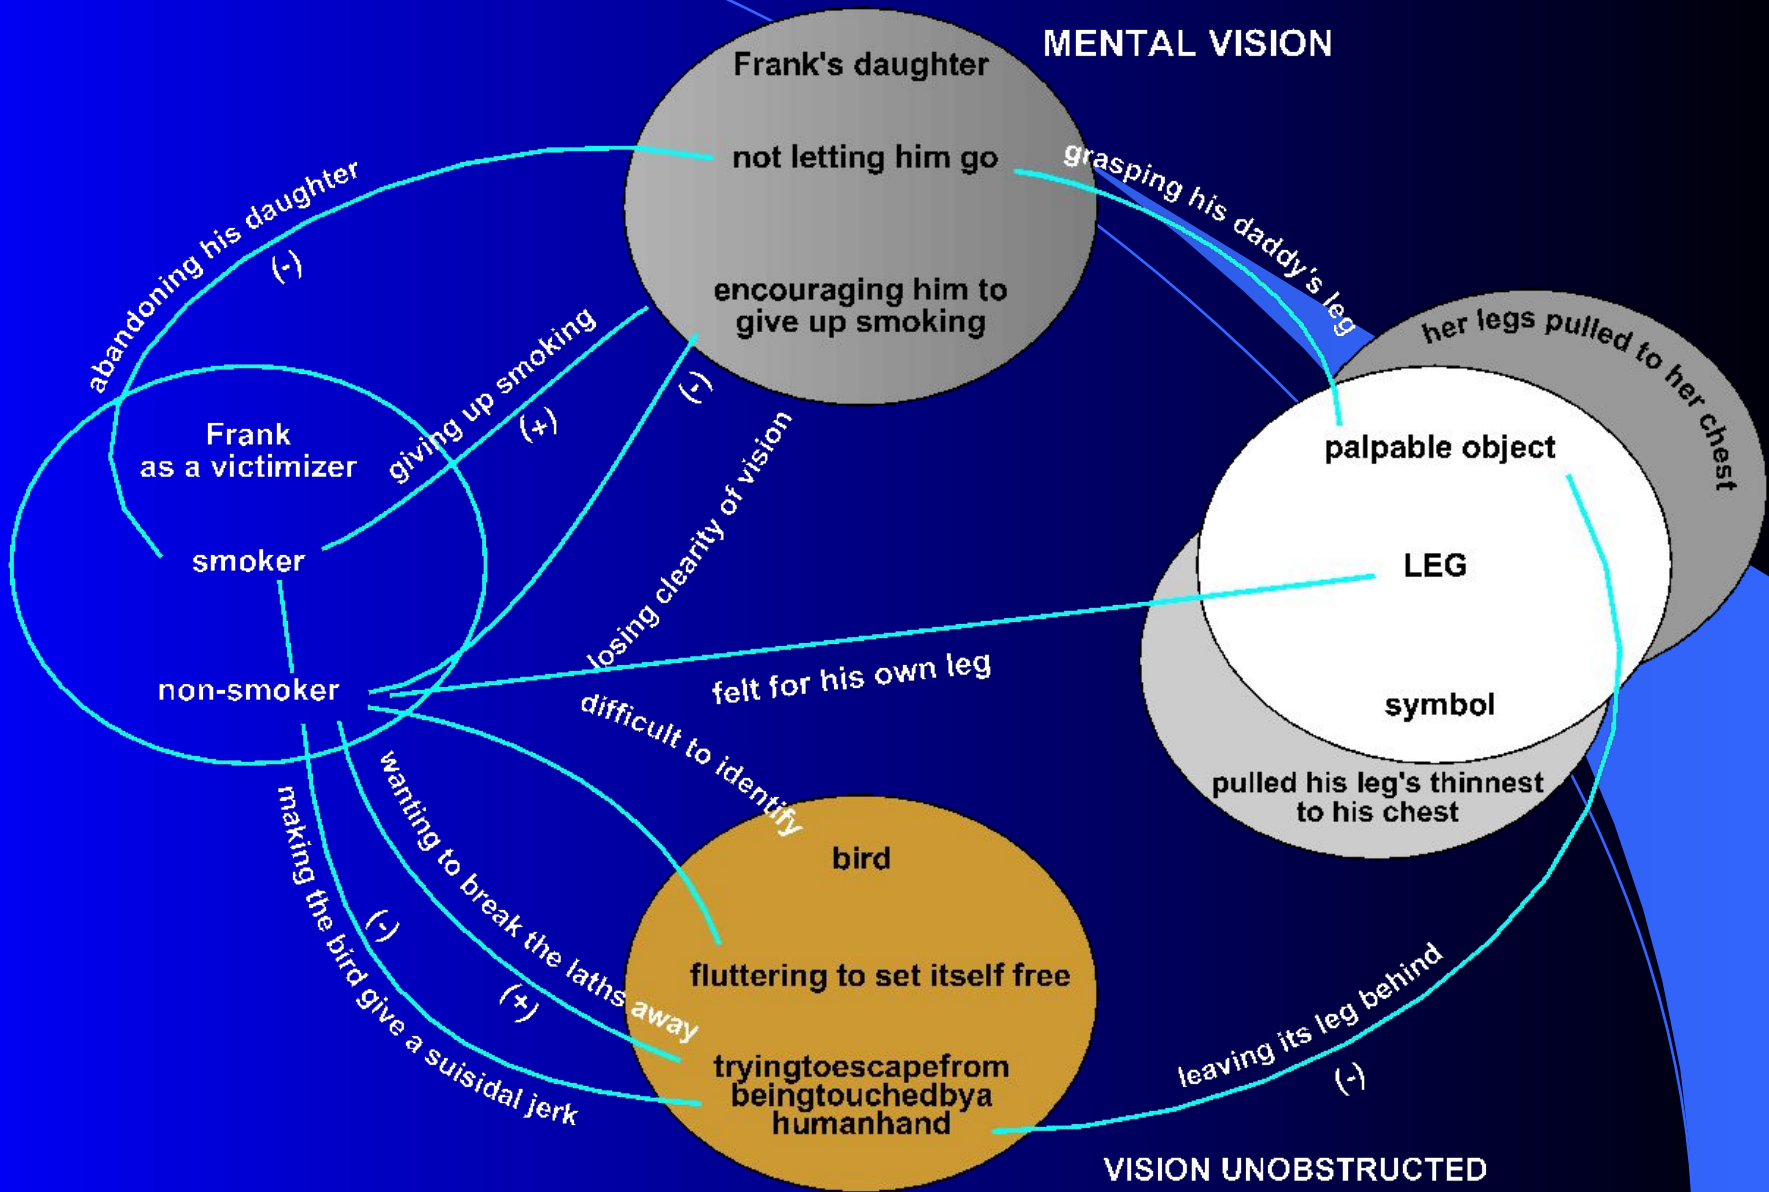 MENTAL VISION
Frank's daughter
not letting him go
encouraging him to
give up smoking
grasping his daddy's leg
abandoning his daughter
(-)
giving up smoking
(+)
(-)
losing clearity of vision
her legs pulled to her chest
Frank
as a victimizer
smoker
non-smoker
palpable object
LEG
symbol
pulled his leg's thinnest
to his chest
felt for his own leg
difficult to identify
wanting to break the laths away
(+)
making the bird give a suisidal jerk
(-)
bird
fluttering to set itself free
tryingtoescapefrom
beingtouchedbya
humanhand
leaving its leg behind
(-)
VISION UNOBSTRUCTED